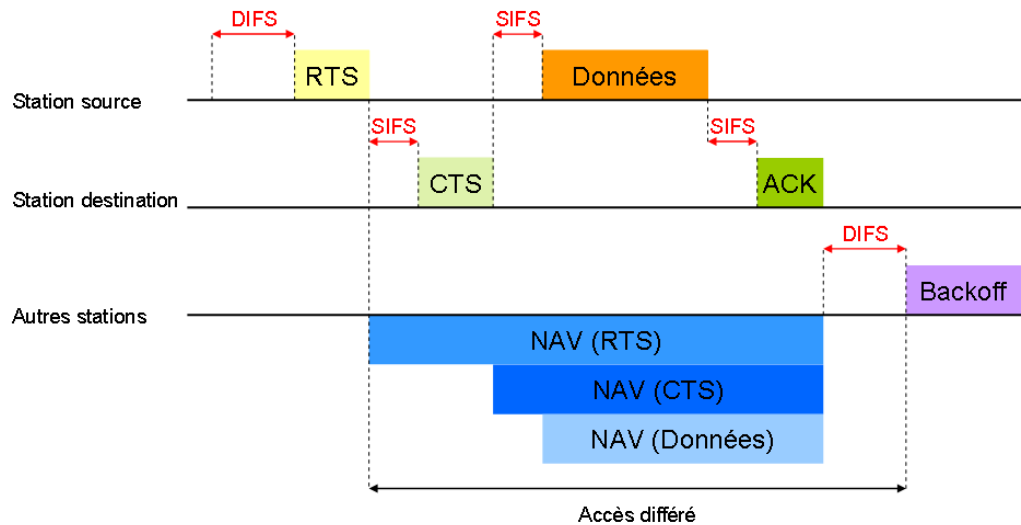 DIFS
SIFS
RTS
Données
Station source
SIFS
SIFS
CTS
ACK
Station destination
DIFS
Backoff
Autres stations
NAV (RTS)
NAV (CTS)
NAV (Données)
Accès différé